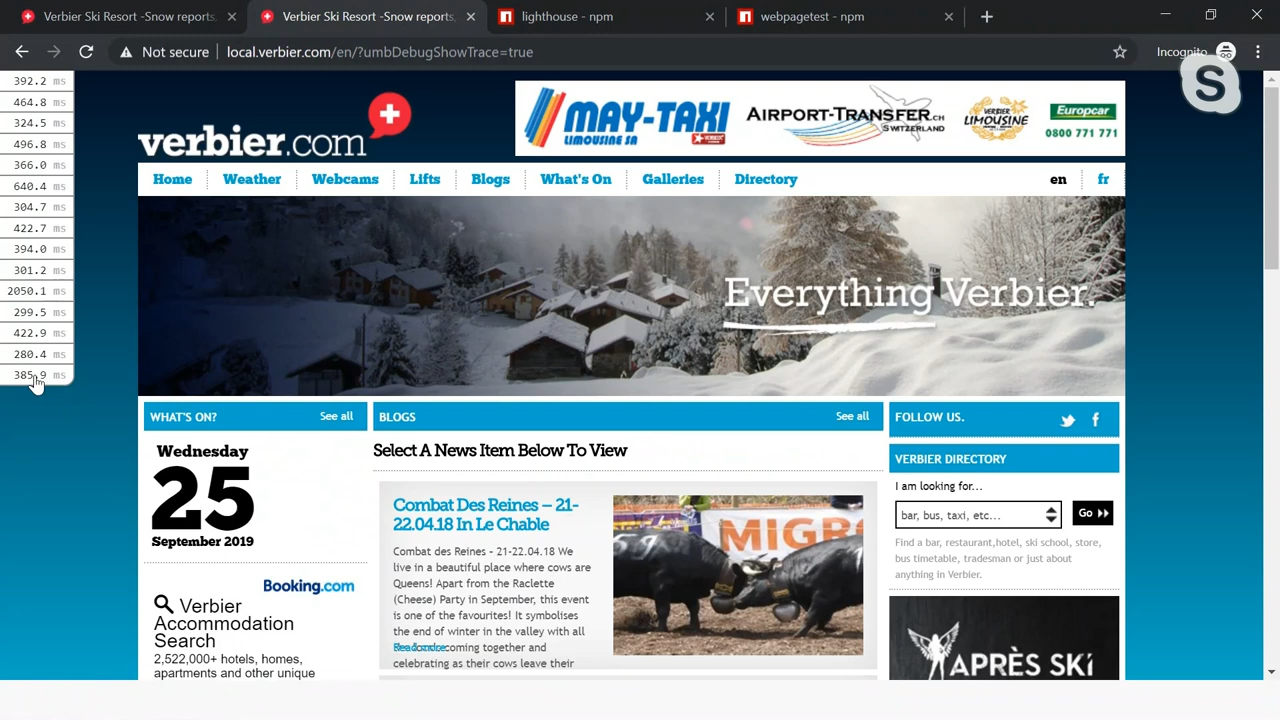 Verbier Ski Resort -Snow reports,
Verbier Ski Resort -Snow reports,
lighthouse - npm
webpagetest - npm
Not secure
local.verbier.com/en/?umbDebugShowTrace=true
Incognito
392.2 ms
464.8 ms
324.5 ms
496.8 ms
366.0 ms
640.4 ms
304.7 ms
422.7 ms
394.0 ms
301.2 ms
2050.1 ms
299.5 ms
422.9 ms
280.4 ms
385.9 ms
verbier.com
MAY-TAXI
LIMOUSINE SA
AIRPORT-TRANSFER.CH
SWITZERLAND
VERBIER
LIMOUSINE
Europcar
0800 771 771
S
Home
Weather
Webcams
Lifts
Blogs
What's On
Galleries
Directory
en
fr
Everything Verbier.
WHAT'S ON?
See all
Wednesday
25
September 2019
Booking.com
Verbier
Accommodation
Search
2,522,000+ hotels, homes,
apartments and other unique
BLOGS
See all
Select A News Item Below To View
Combat Des Reines – 21-
22.04.18 In Le Chable
Combat des Reines – 21-22.04.18 We
live in a beautiful place where cows are
Queens! Apart from the Raclette
(Cheese) Party in September, this event
is one of the favourites! It symbolises
the end of winter in the valley with all
coming together and
celebrating as their cows leave their
MIGR
FOLLOW US.
VERBIER DIRECTORY
I am looking for...
bar, bus, taxi, etc...
Go
Find a bar, restaurant,hotel, ski school, store,
bus timetable, tradesman or just about
anything in Verbier.
APRÈS SKI